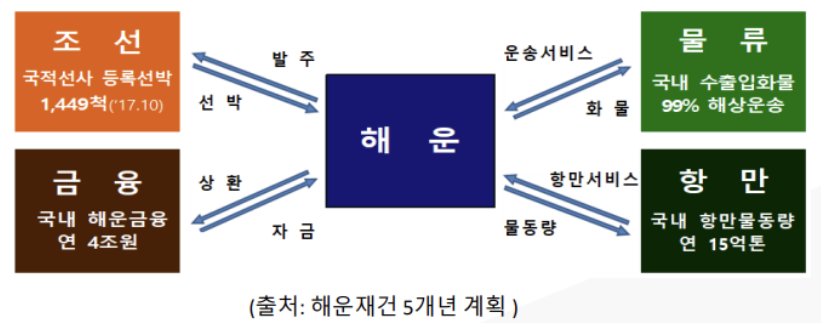 조 선
국적선사 등록선박
1,449척('17.10)
발 주
선 박
금 융
국내 해운금융
연 4조원
상 환
자 금
해 운
운송서비스
화 물
물 류
국내 수출입화물
99% 해상운송
항만서비스
물동량
항 만
국내 항만물동량
연 15억톤
(출처: 해운재건 5개년 계획 )